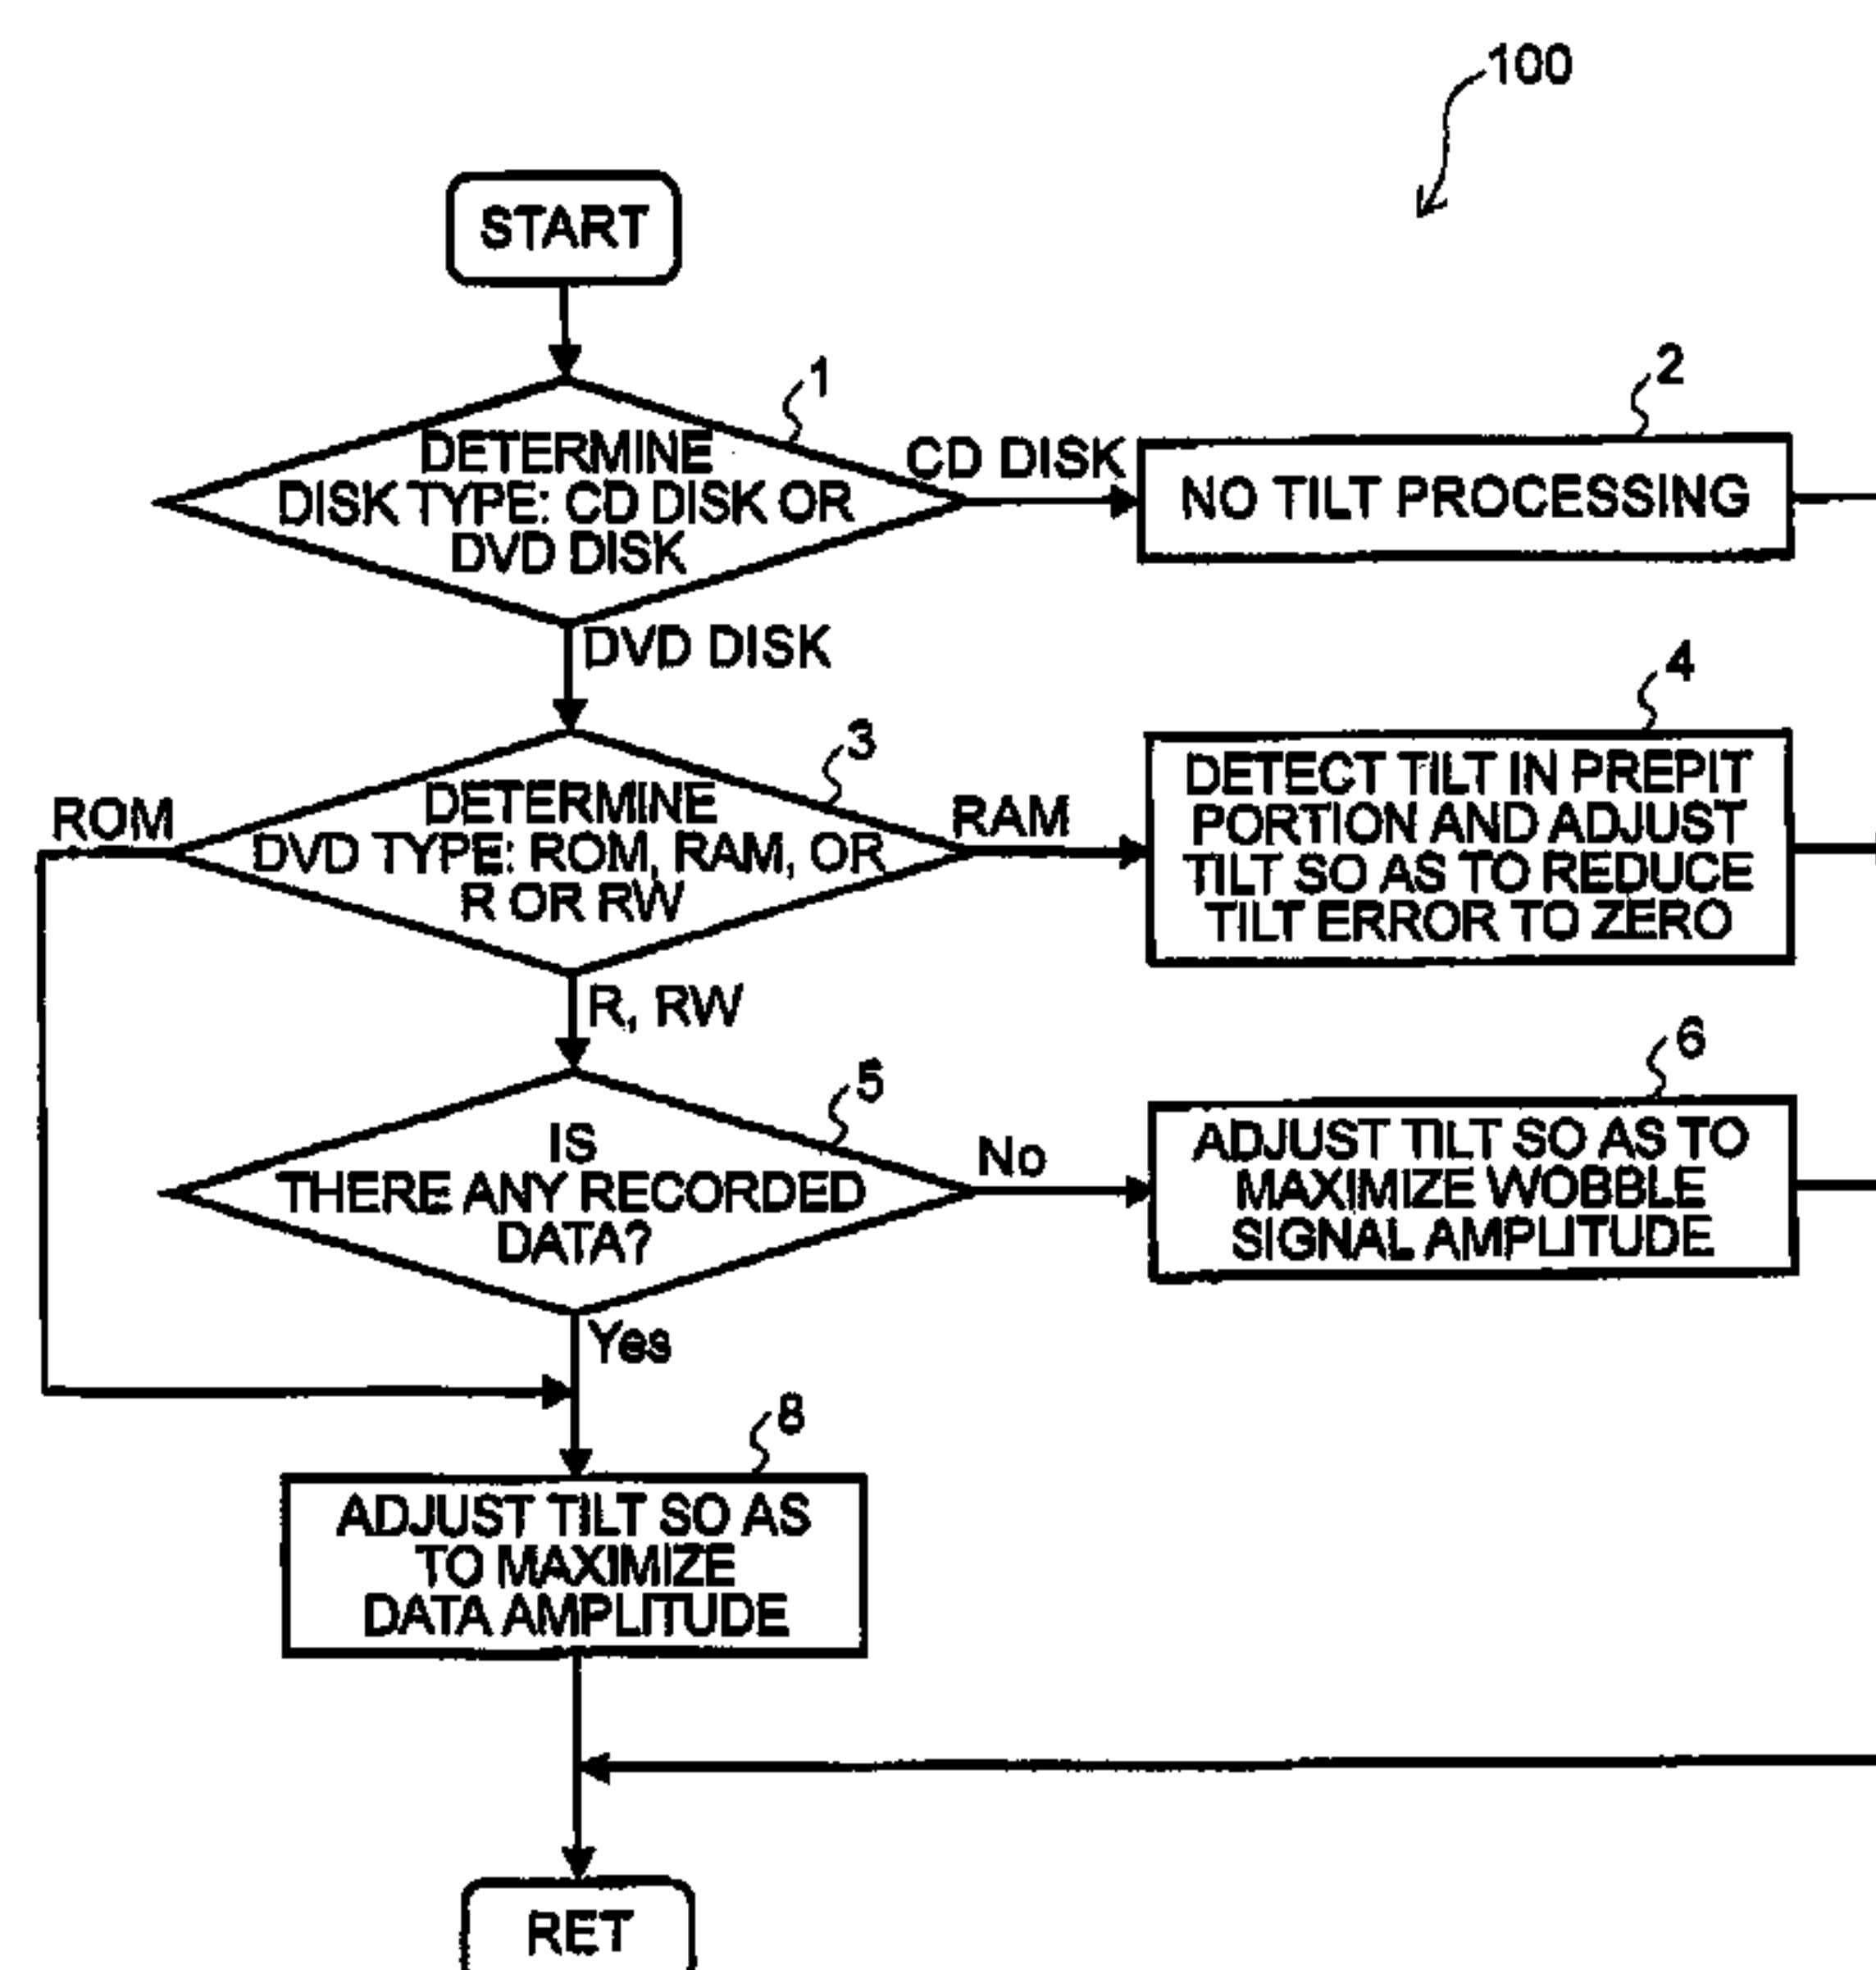 100
START
1
DETERMINE
DISK TYPE: CD DISK OR
DVD DISK
CD DISK
2
NO TILT PROCESSING
DVD DISK
3
DETERMINE
DVD TYPE: ROM, RAM, OR
R OR RW
ROM
RAM
4
DETECT TILT IN PREPIT
PORTION AND ADJUST
TILT SO AS TO REDUCE
TILT ERROR TO ZERO
R, RW
5
IS
THERE ANY RECORDED
DATA?
No
6
ADJUST TILT SO AS TO
MAXIMIZE WOBBLE
SIGNAL AMPLITUDE
Yes
8
ADJUST TILT SO AS
TO MAXIMIZE
DATA AMPLITUDE
RET